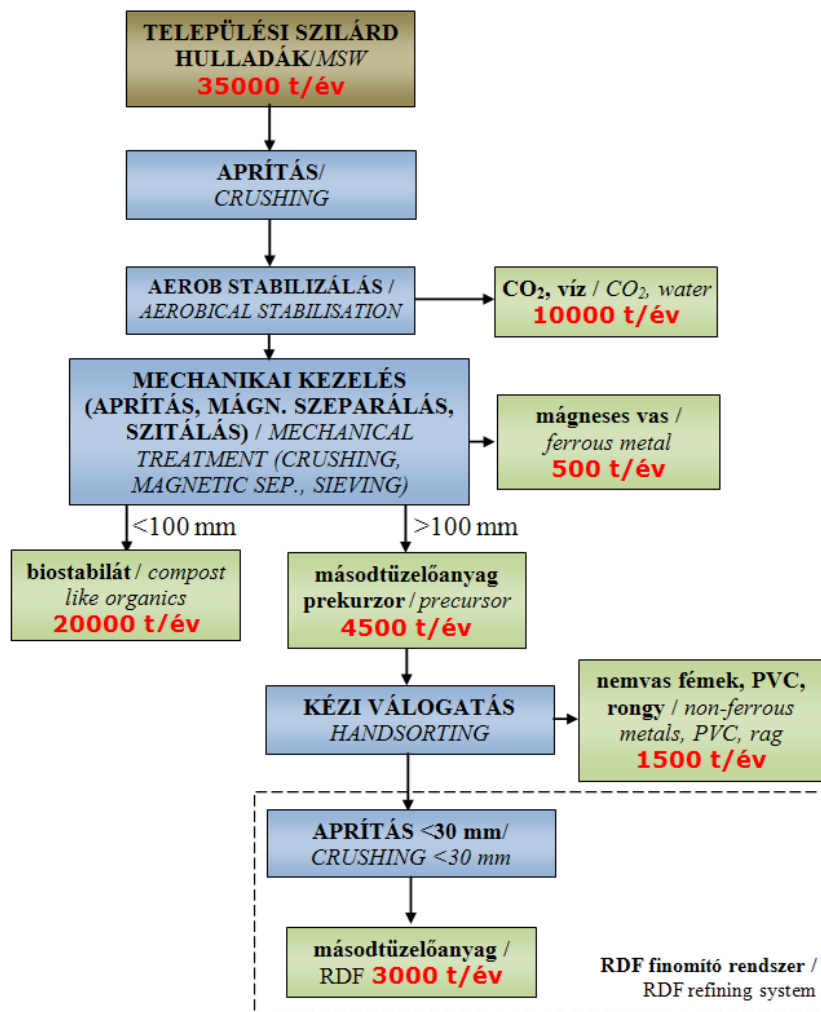 TELEPÜLÉSI SZILÁRD
HULLADÁK/MSW
35000 t/év
APRÍTÁS/
CRUSHING
AEROB STABILIZÁLÁS /
AEROBICAL STABILISATION
CO₂, víz / CO₂, water
10000 t/év
MECHANIKAI KEZELÉS
(APRÍTÁS, MÁGN. SZEPARÁLÁS,
SZITÁLÁS) / MECHANICAL
TREATMENT (CRUSHING,
MAGNETIC SEP., SIEVING)
mágneses vas /
ferrous metal
500 t/év
<100 mm
>100 mm
biostabilát / compost
like organics
20000 t/év
másodtüzelőanyag
prekurzor / precursor
4500 t/év
KÉZI VÁLOGATÁS
HANDSORTING
nemvas fémek, PVC,
rongy / non-ferrous
metals, PVC, rag
1500 t/év
APRÍTÁS <30 mm/
CRUSHING <30 mm
másodtüzelőanyag /
RDF 3000 t/év
RDF finomító rendszer /
RDF refining system